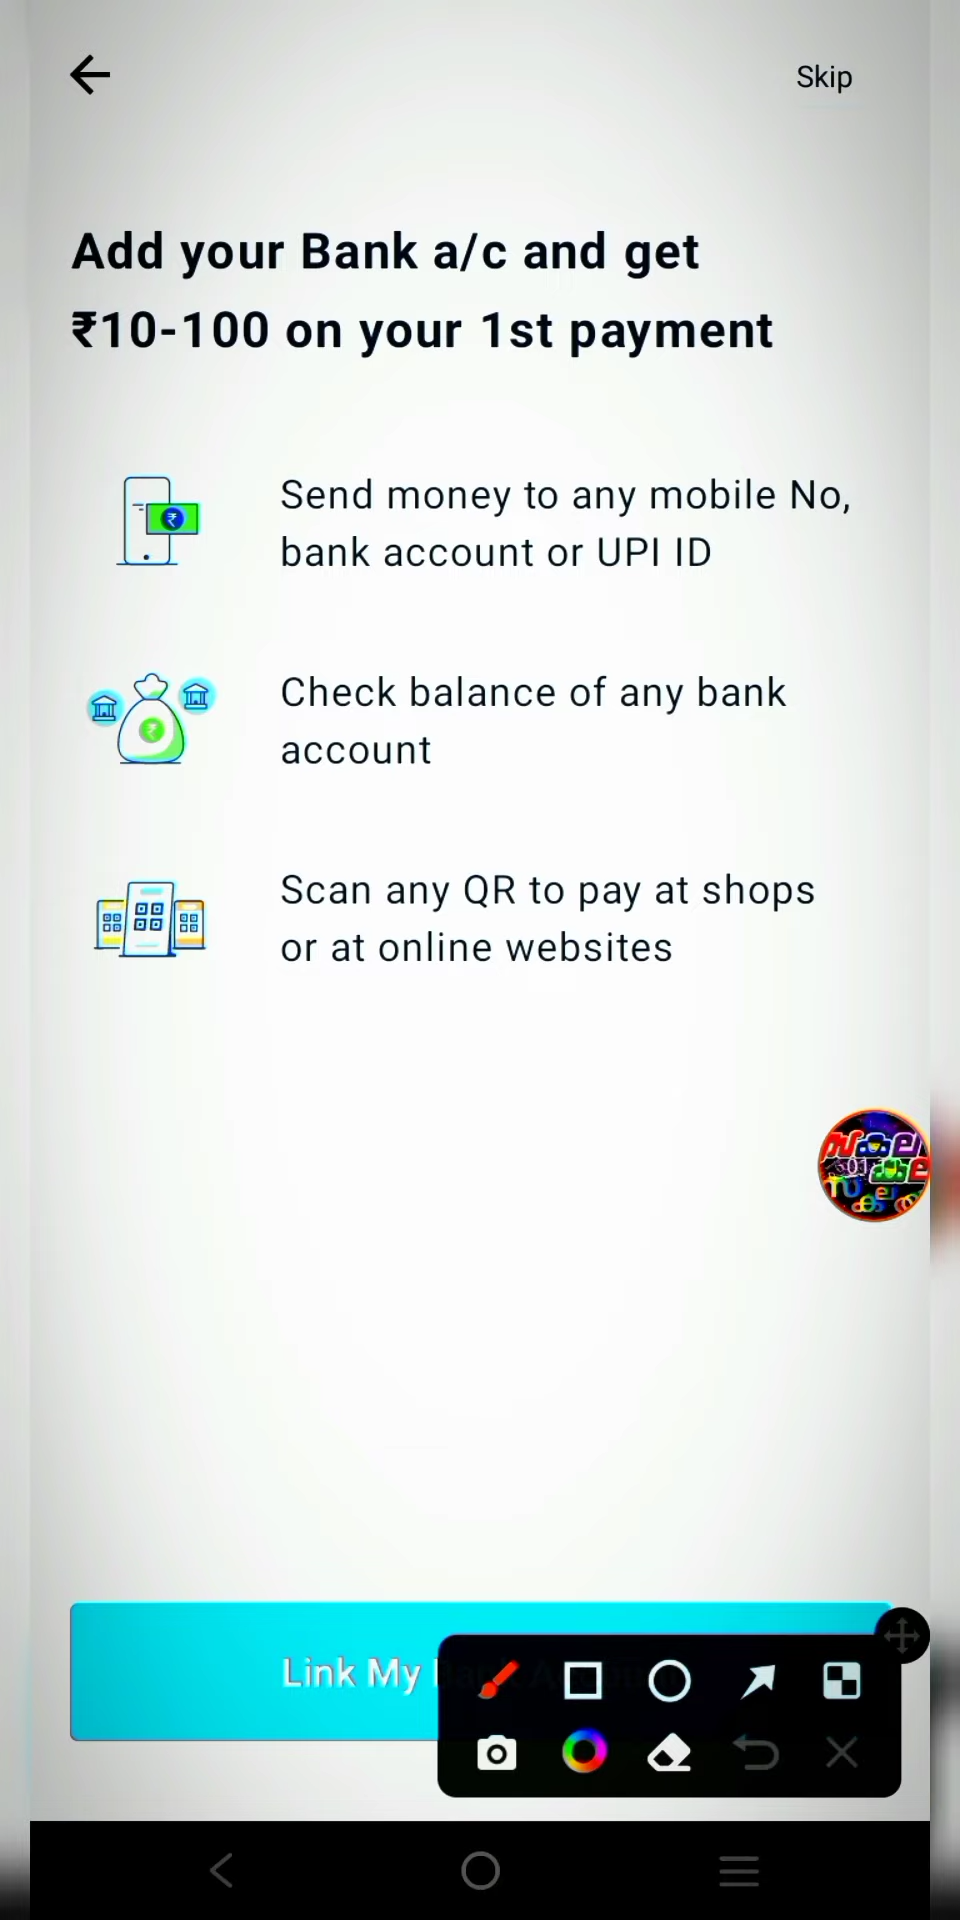 Skip
Add your Bank a/c and get
₹10-100 on your 1st payment
Send money to any mobile No,
bank account or UPI ID
Check balance of any bank
account
Scan any QR to pay at shops
or at online websites
Link My